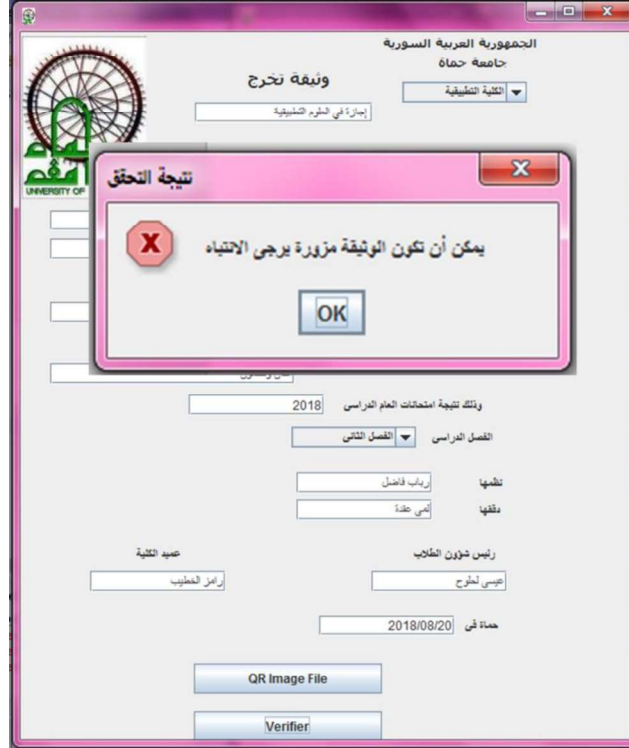 الجمهورية العربية السورية
جامعة حماة
الكلية التطبيقية
وثيقة تخرج
إجازة في العلوم التطبيقية
UNIVERSITY OF
نتيجة التحقق
يمكن أن تكون الوثيقة مزورة يرجى الانتباه
OK
وذلك نتيجة امتحانات العام الدراسي 2018
الفصل الدراسي الفصل الثاني
نظمها رباب فاضل
دققها لمى عقدة
رئيس شؤون الطلاب عميد الكلية
عيسى لحلوح رامز الخطيب
حماة في 2018/08/20
QR Image File
Verifier